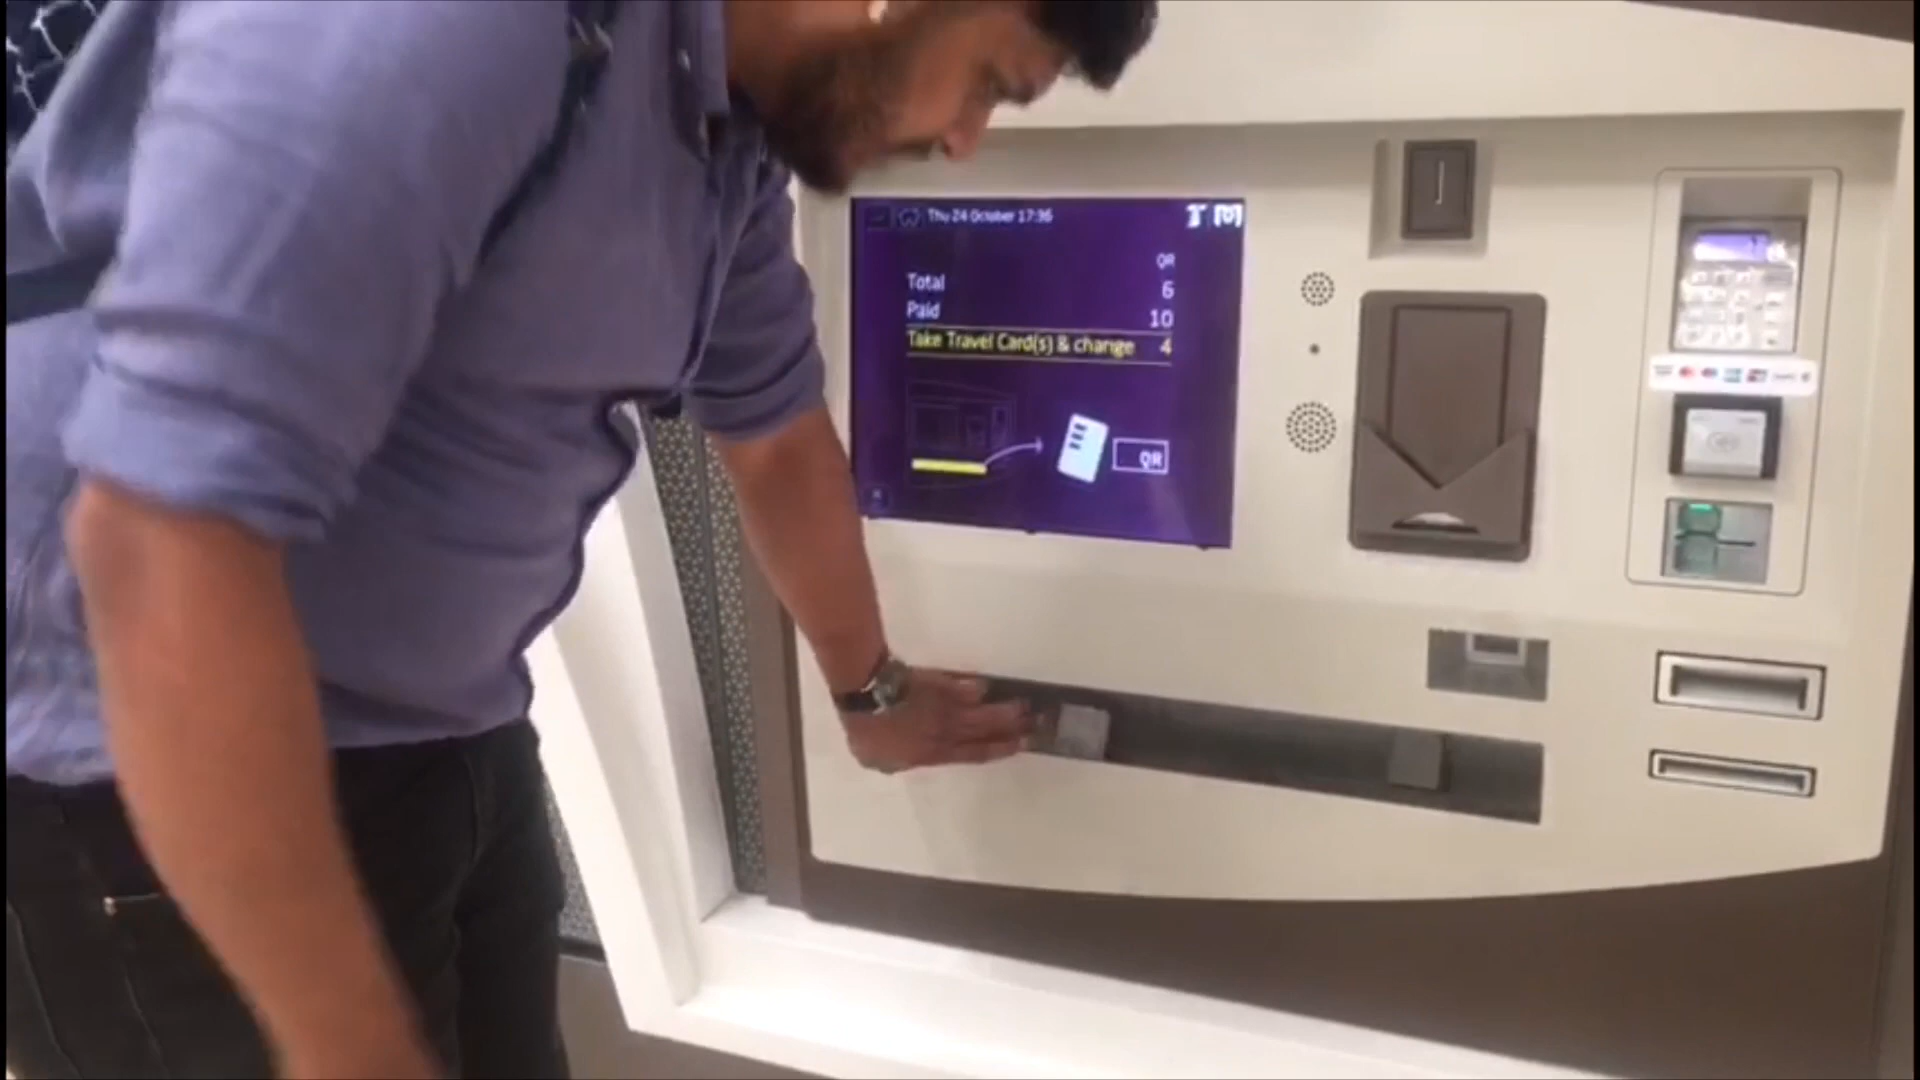 Thu 24 October 17:36
QR
Total 6
Paid 10
Take Travel Card(s) & change 4
QR